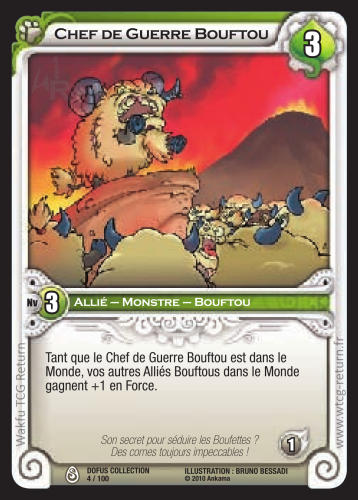 Chef de Guerre Bouftou
3
Nv 3
Allié – Monstre – Bouftou
Tant que le Chef de Guerre Bouftou est dans le
Monde, vos autres Alliés Bouftous dans le Monde
gagnent +1 en Force.
Son secret pour séduire les Boufettes ?
Des cornes toujours impeccables !
1
DOFUS COLLECTION
4 / 100
ILLUSTRATION : BRUNO BESSADI
© 2010 Ankama
Wakfu TCG Return
www.wtcg-return.fr